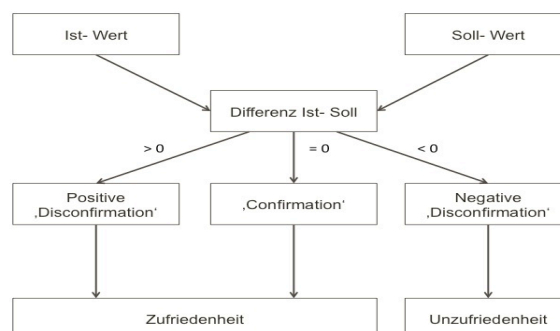 Ist- Wert
Soll- Wert
Differenz Ist- Soll
> 0
= 0
< 0
Positive
‚Disconfirmation‘
‚Confirmation‘
Negative
‚Disconfirmation‘
Zufriedenheit
Unzufriedenheit